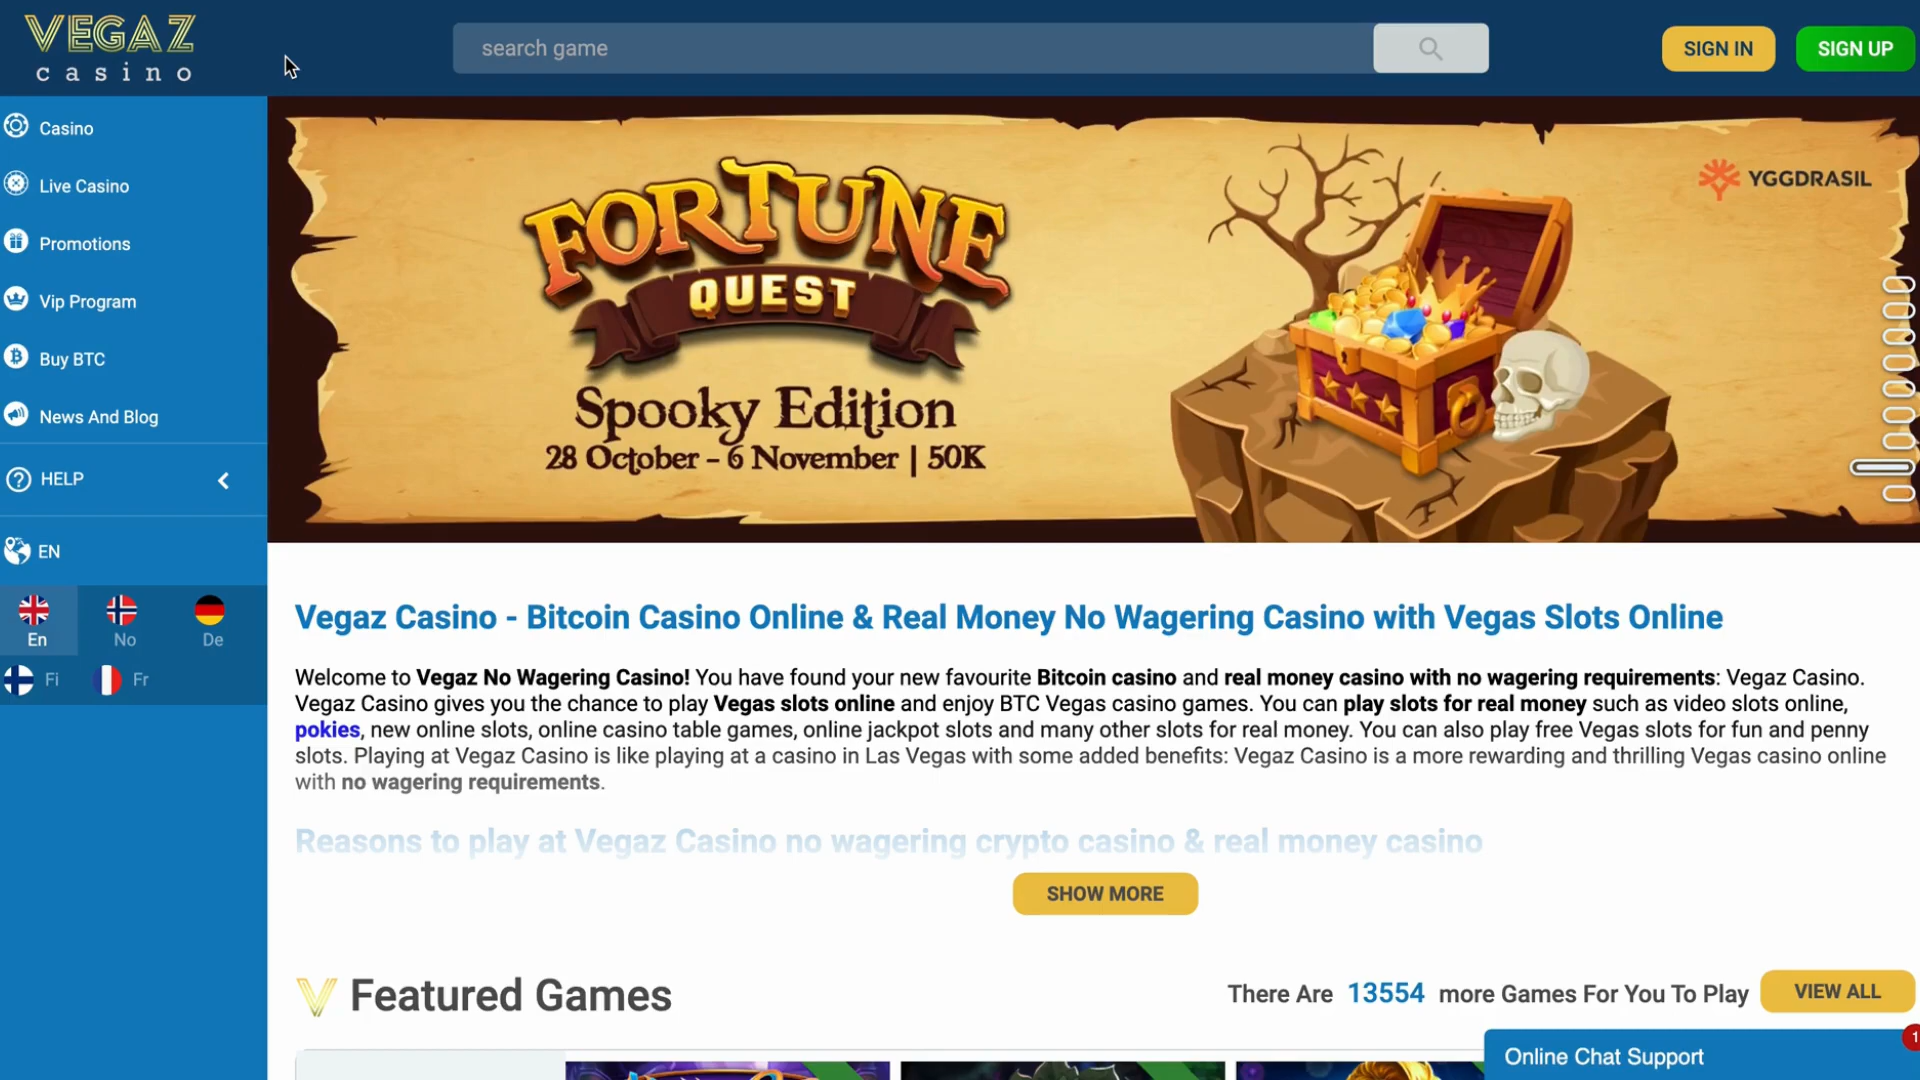 VEGAZ
casino
search game
SIGN IN
SIGN UP
Casino
Live Casino
Promotions
Vip Program
Buy BTC
News And Blog
HELP
EN
En
No
De
Fi
Fr
FORTUNE
QUEST
Spooky Edition
28 October - 6 November | 50K
YGGDRASIL
Vegaz Casino - Bitcoin Casino Online & Real Money No Wagering Casino with Vegas Slots Online
Welcome to Vegaz No Wagering Casino! You have found your new favourite Bitcoin casino and real money casino with no wagering requirements: Vegaz Casino.
Vegaz Casino gives you the chance to play Vegas slots online and enjoy BTC Vegas casino games. You can play slots for real money such as video slots online,
pokies, new online slots, online casino table games, online jackpot slots and many other slots for real money. You can also play free Vegas slots for fun and penny
slots. Playing at Vegaz Casino is like playing at a casino in Las Vegas with some added benefits: Vegaz Casino is a more rewarding and thrilling Vegas casino online
with no wagering requirements.
Reasons to play at Vegaz Casino no wagering crypto casino & real money casino
SHOW MORE
Featured Games
There Are 13554 more Games For You To Play
VIEW ALL
Online Chat Support
1